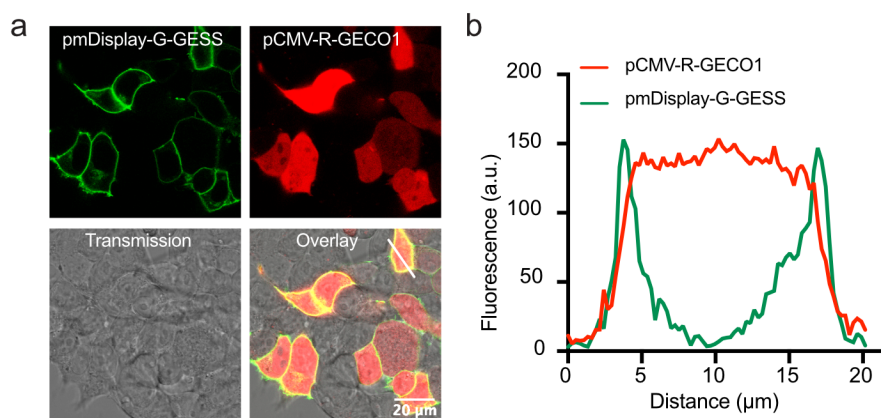 a
pmDisplay-G-GESS
pCMV-R-GECO1
Transmission
Overlay
20 µm
b
pCMV-R-GECO1
pmDisplay-G-GESS
Fluorescence (a.u.)
200
150
100
50
0
0 5 10 15 20
Distance (µm)